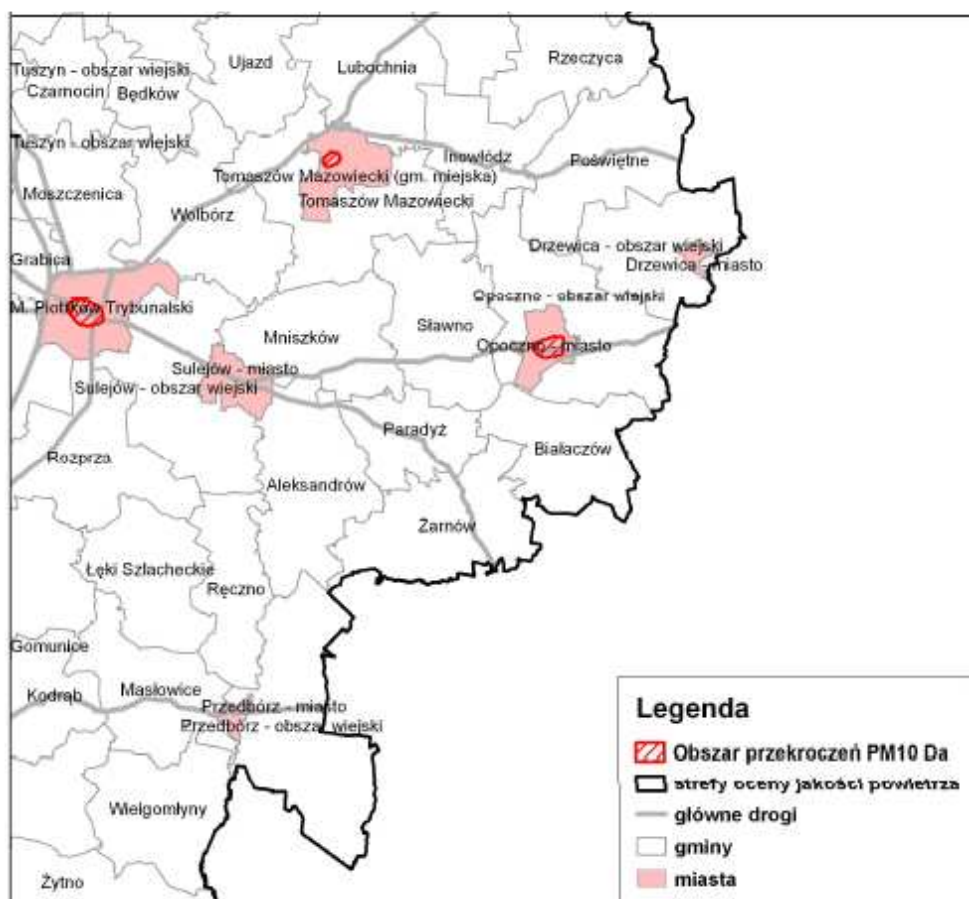 Ujazd
Lubochnia
Rzeczyca
Tuszyn - obszar wiejski
Czarnocin
Będków
Tuszyn - obszar wiejski
Inowłódz
Poświętne
Moszczenica
Tomaszów Mazowiecki (gm. miejska)
Tomaszów Mazowiecki
Wolbórz
Drzewica - obszar wiejski
Drzewica - miasto
Grabica
Opoczno - obszar wiejski
M. Piotrków Trybunalski
Sławno
Mniszków
Opoczno - miasto
Sulejów - miasto
Sulejów - obszar wiejski
Paradyż
Białaczów
Rozprza
Aleksandrów
Żarnów
Łęki Szlacheckie
Ręczno
Gomunice
Kodrąb
Masłowice
Przedbórz - miasto
Przedbórz - obszar wiejski
Wielgomłyny
Żytno
Legenda
Obszar przekroczeń PM10 Da
strefy oceny jakości powietrza
główne drogi
gminy
miasta